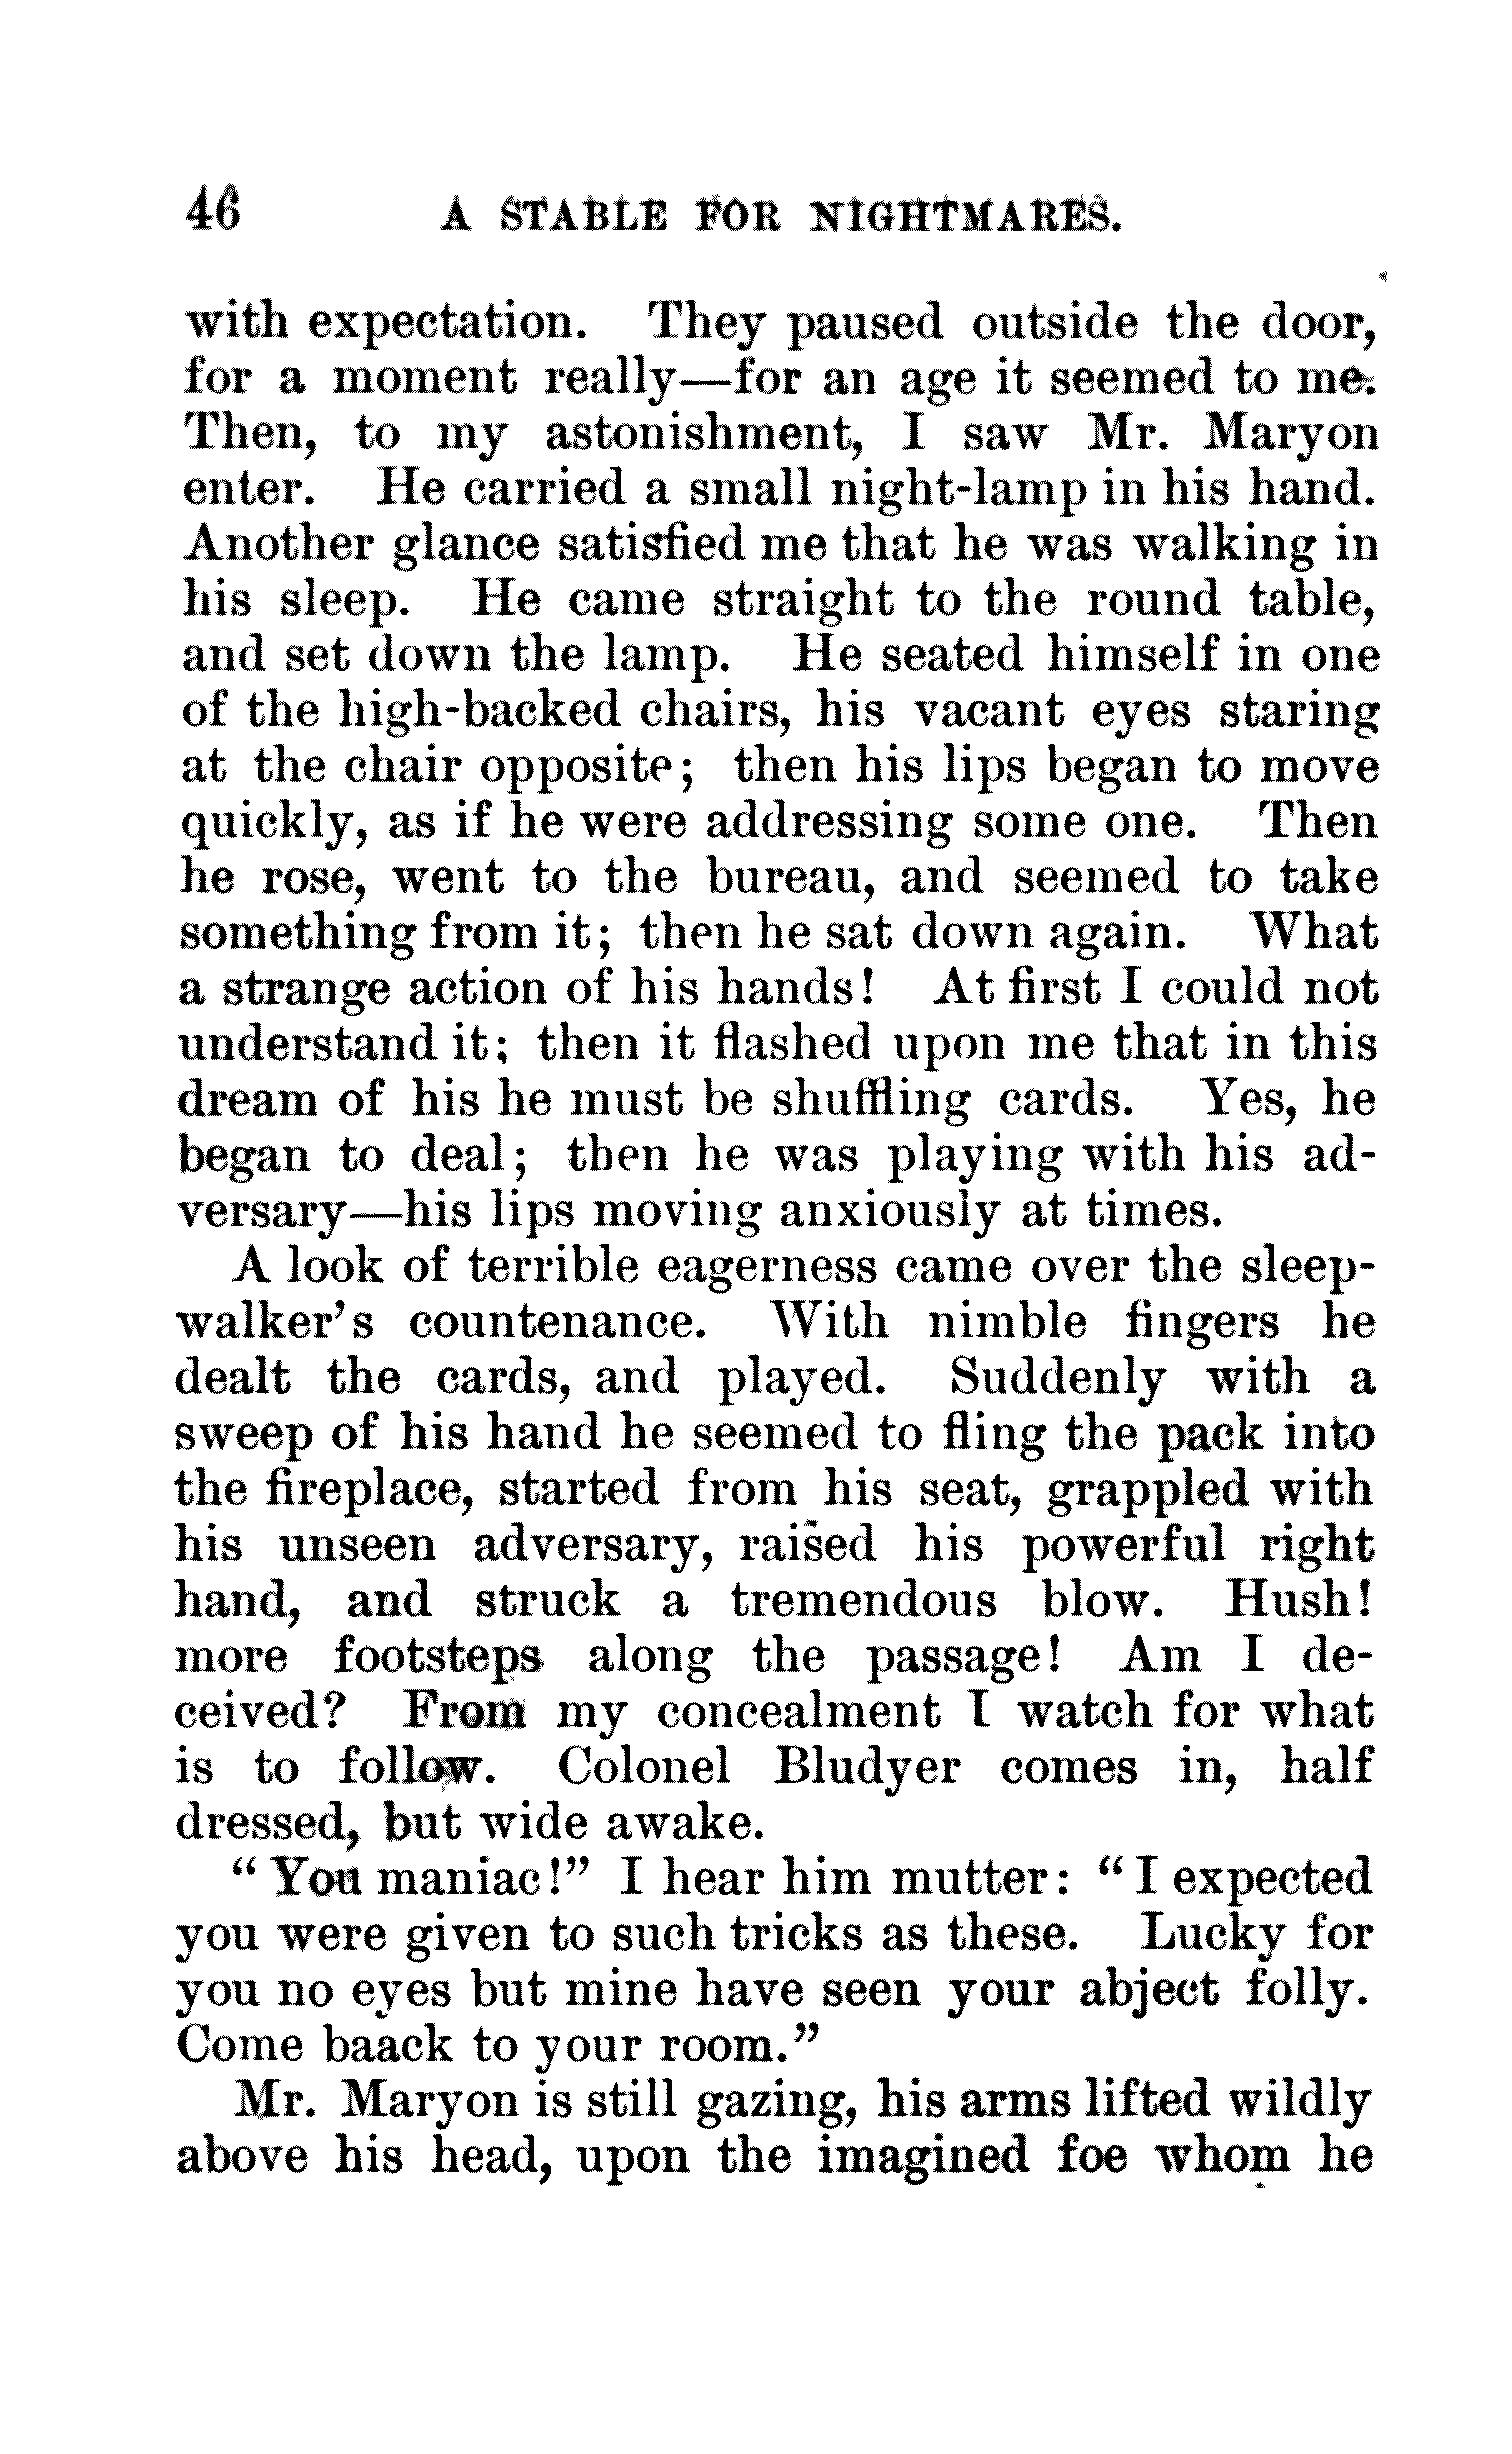 46 A STABLE FOR NIGHTMARES.
with expectation. They paused outside the door,
for a moment really—for an age it seemed to me.
Then, to my astonishment, I saw Mr. Maryon
enter. He carried a small night-lamp in his hand.
Another glance satisfied me that he was walking in
his sleep. He came straight to the round table,
and set down the lamp. He seated himself in one
of the high-backed chairs, his vacant eyes staring
at the chair opposite; then his lips began to move
quickly, as if he were addressing some one. Then
he rose, went to the bureau, and seemed to take
something from it; then he sat down again. What
a strange action of his hands! At first I could not
understand it; then it flashed upon me that in this
dream of his he must be shuffling cards. Yes, he
began to deal; then he was playing with his ad-
versary—his lips moving anxiously at times.
A look of terrible eagerness came over the sleep-
walker's countenance. With nimble fingers he
dealt the cards, and played. Suddenly with a
sweep of his hand he seemed to fling the pack into
the fireplace, started from his seat, grappled with
his unseen adversary, raised his powerful right
hand, and struck a tremendous blow. Hush!
more footsteps along the passage! Am I de-
ceived? From my concealment I watch for what
is to follow. Colonel Bludyer comes in, half
dressed, but wide awake.
"You maniac!" I hear him mutter: "I expected
you were given to such tricks as these. Lucky for
you no eyes but mine have seen your abject folly.
Come baack to your room."
Mr. Maryon is still gazing, his arms lifted wildly
above his head, upon the imagined foe whom he